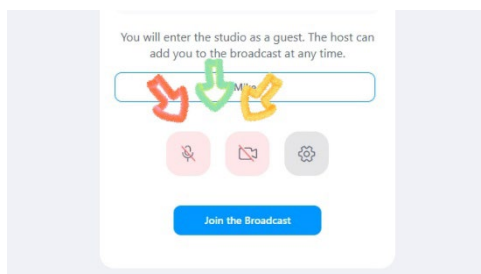 You will enter the studio as a guest. The host can
add you to the broadcast at any time.
Mike
Join the Broadcast